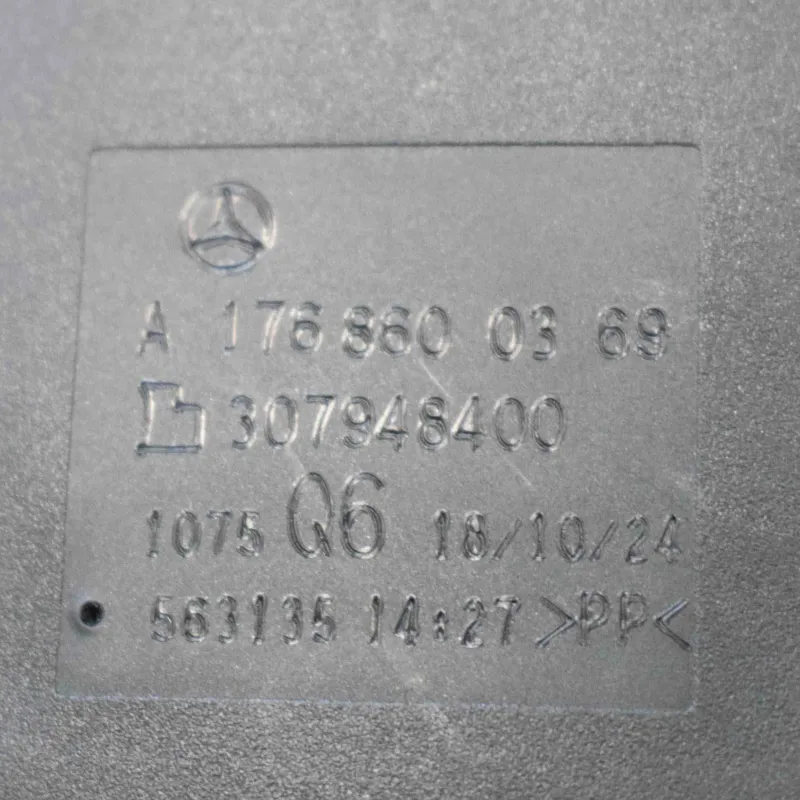 A 176 860 03 69
307948400
1075 Q6 18/10/24
563135 14:27 >PP<